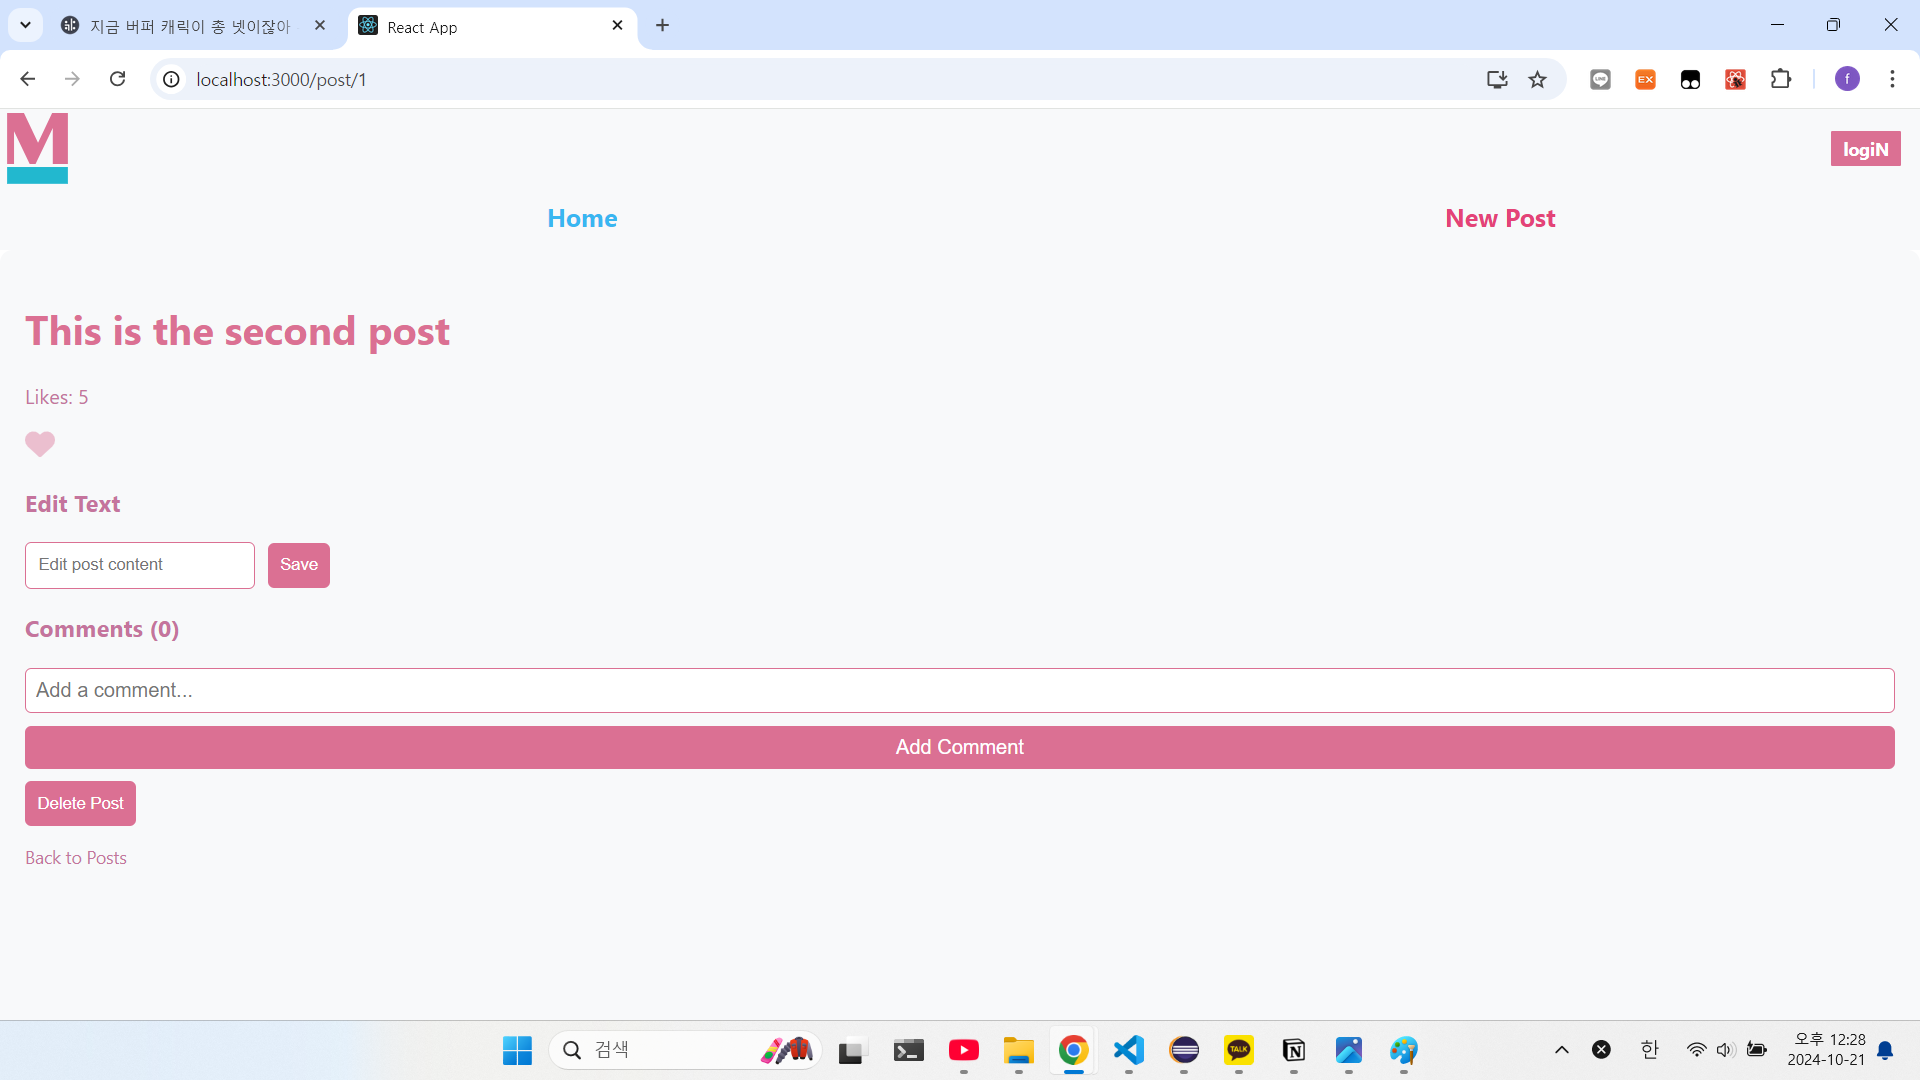 지금 버퍼 캐릭이 총 넷이잖아
React App
localhost:3000/post/1
EX
f
M
logiN
Home
New Post
This is the second post
Likes: 5
Edit Text
Edit post content
Save
Comments (0)
Add a comment...
Add Comment
Delete Post
Back to Posts
검색
TALK
한
오후 12:28
2024-10-21